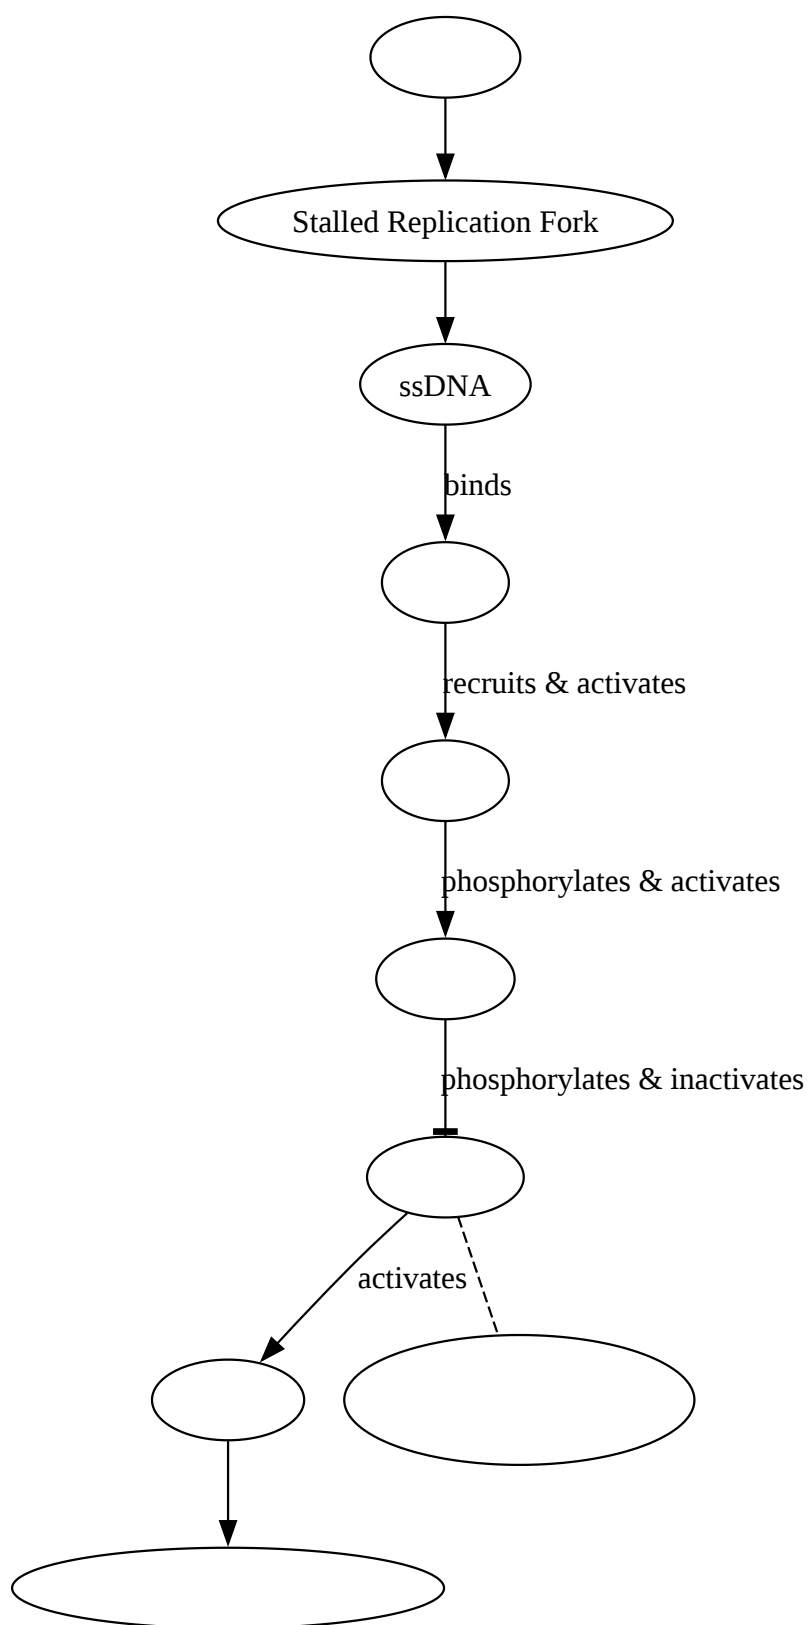 Stalled Replication Fork
ssDNA
binds
recruits & activates
phosphorylates & activates
phosphorylates & inactivates
activates